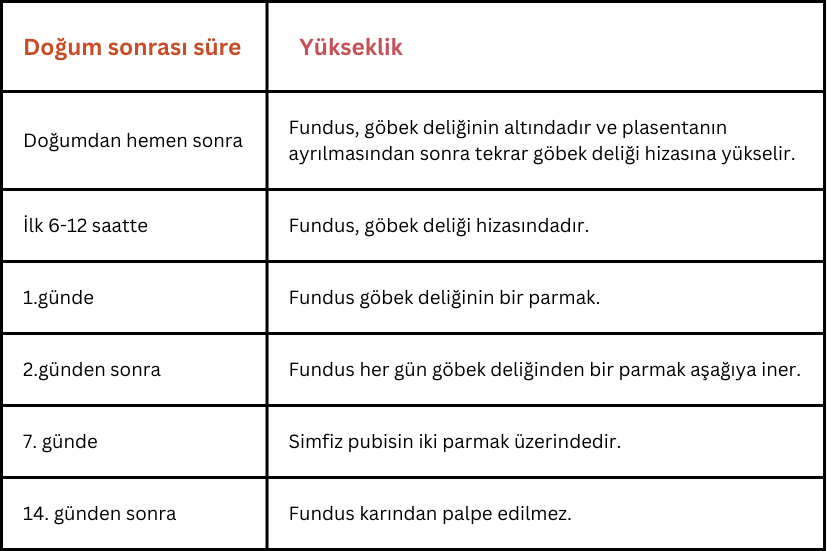 Doğum sonrası süre
Yükseklik
Doğumdan hemen sonra
Fundus, göbek deliğinin altındadır ve plasentanın
ayrılmasından sonra tekrar göbek deliği hizasına yükselir.
İlk 6-12 saatte
Fundus, göbek deliği hizasındadır.
1.günde
Fundus göbek deliğinin bir parmak.
2.günden sonra
Fundus her gün göbek deliğinden bir parmak aşağıya iner.
7. günde
Simfiz pubisin iki parmak üzerindedir.
14. günden sonra
Fundus karından palpe edilmez.